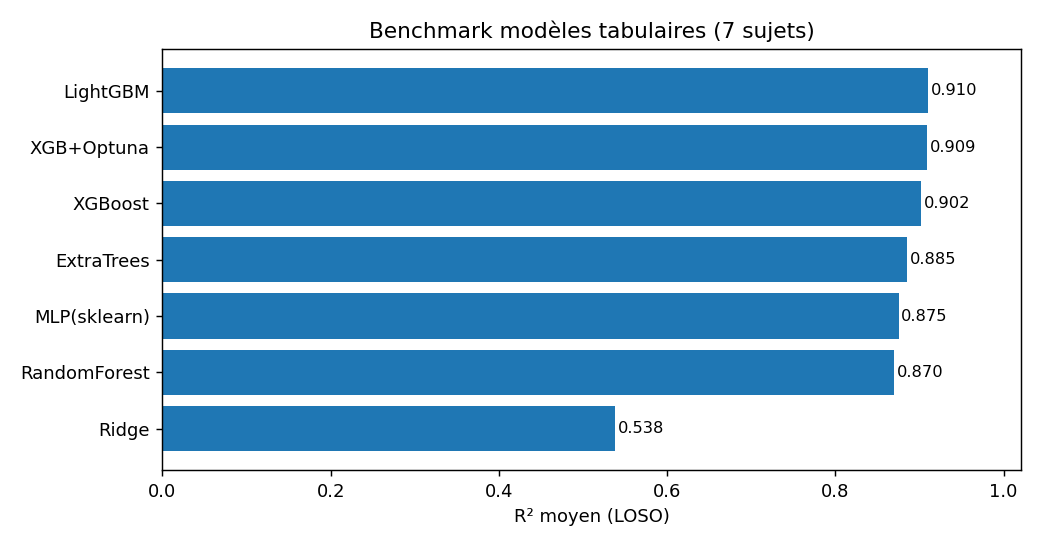 Benchmark modèles tabulaires (7 sujets)
LightGBM 0.910
XGB+Optuna 0.909
XGBoost 0.902
ExtraTrees 0.885
MLP(sklearn) 0.875
RandomForest 0.870
Ridge 0.538
0.0 0.2 0.4 0.6 0.8 1.0
R² moyen (LOSO)